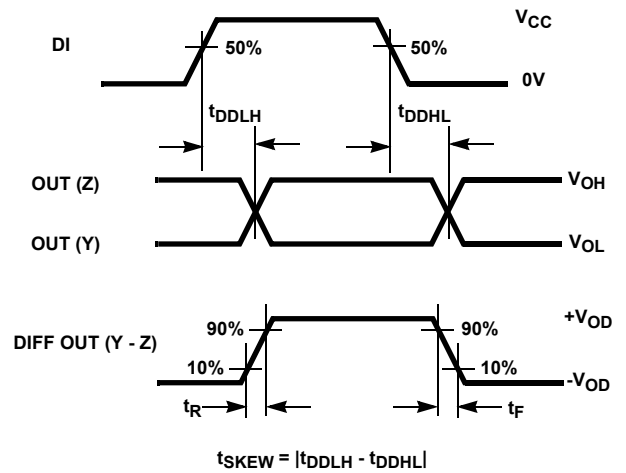 DI
50%
50%
VCC
0V
tDDLH
tDDHL
OUT (Z)
VOH
OUT (Y)
VOL
DIFF OUT (Y - Z)
90%
90%
+VOD
10%
10%
-VOD
tR
tF
tSKEW = |tDDLH - tDDHL|